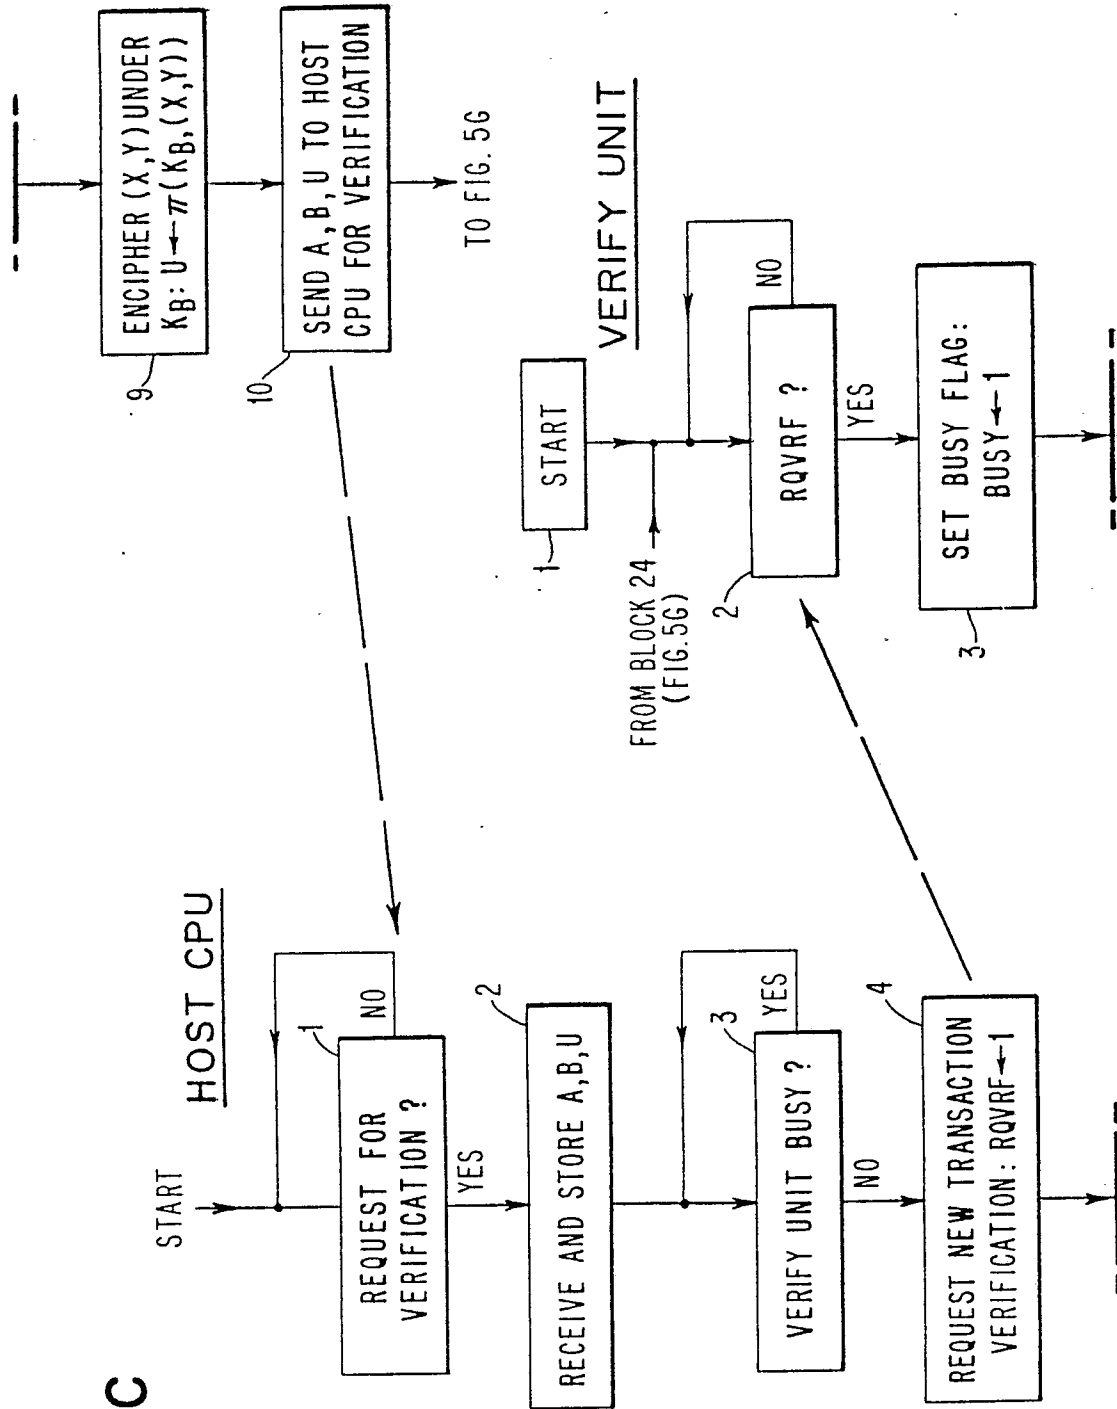 C
HOST CPU
START
REQUEST FOR
VERIFICATION ?
1
NO
YES
2
RECEIVE AND STORE A,B,U
3
VERIFY UNIT BUSY ?
YES
NO
4
REQUEST NEW TRANSACTION
VERIFICATION: RQVRF←1
9
ENCIPHER (X,Y) UNDER
KB: U←π(KB,(X,Y))
10
SEND A,B,U TO HOST
CPU FOR VERIFICATION
TO FIG. 5G
VERIFY UNIT
1
START
FROM BLOCK 24
(FIG.5G)
2
RQVRF ?
NO
YES
3
SET BUSY FLAG:
BUSY←1